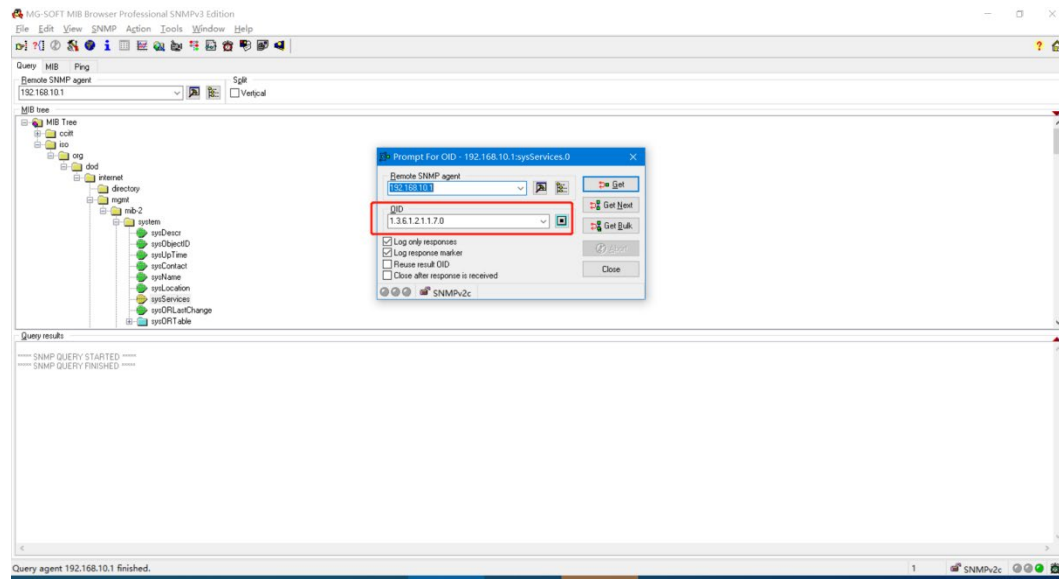 MG-SOFT MIB Browser Professional SNMPv3 Edition
File Edit View SNMP Action Tools Window Help
Query MIB Ping
Remote SNMP agent
Split
192.168.10.1
Vertical
MIB tree
MIB Tree
ccitt
iso
org
dod
internet
directory
mgmt
mib-2
system
sysDescr
sysObjectID
sysUpTime
sysContact
sysName
sysLocation
sysServices
sysORLastChange
sysORTable
Prompt For OID - 192.168.10.1:sysServices.0
Remote SNMP agent
192.168.10.1
Get
OID
Get Next
1.3.6.1.2.1.1.7.0
Get Bulk
Log only responses
Abort
Log response marker
Reuse result OID
Close
Close after response is received
SNMPv2c
Query results
***** SNMP QUERY STARTED *****
***** SNMP QUERY FINISHED *****
Query agent 192.168.10.1 finished.
1
SNMPv2c